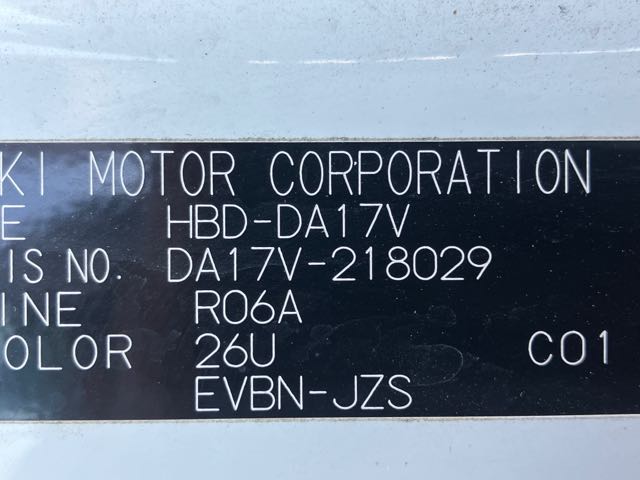 KI MOTOR CORPORATION
E HBD-DA17V
IS NO. DA17V-218029
INE R06A
OLOR 26U C01
EVBN-JZS